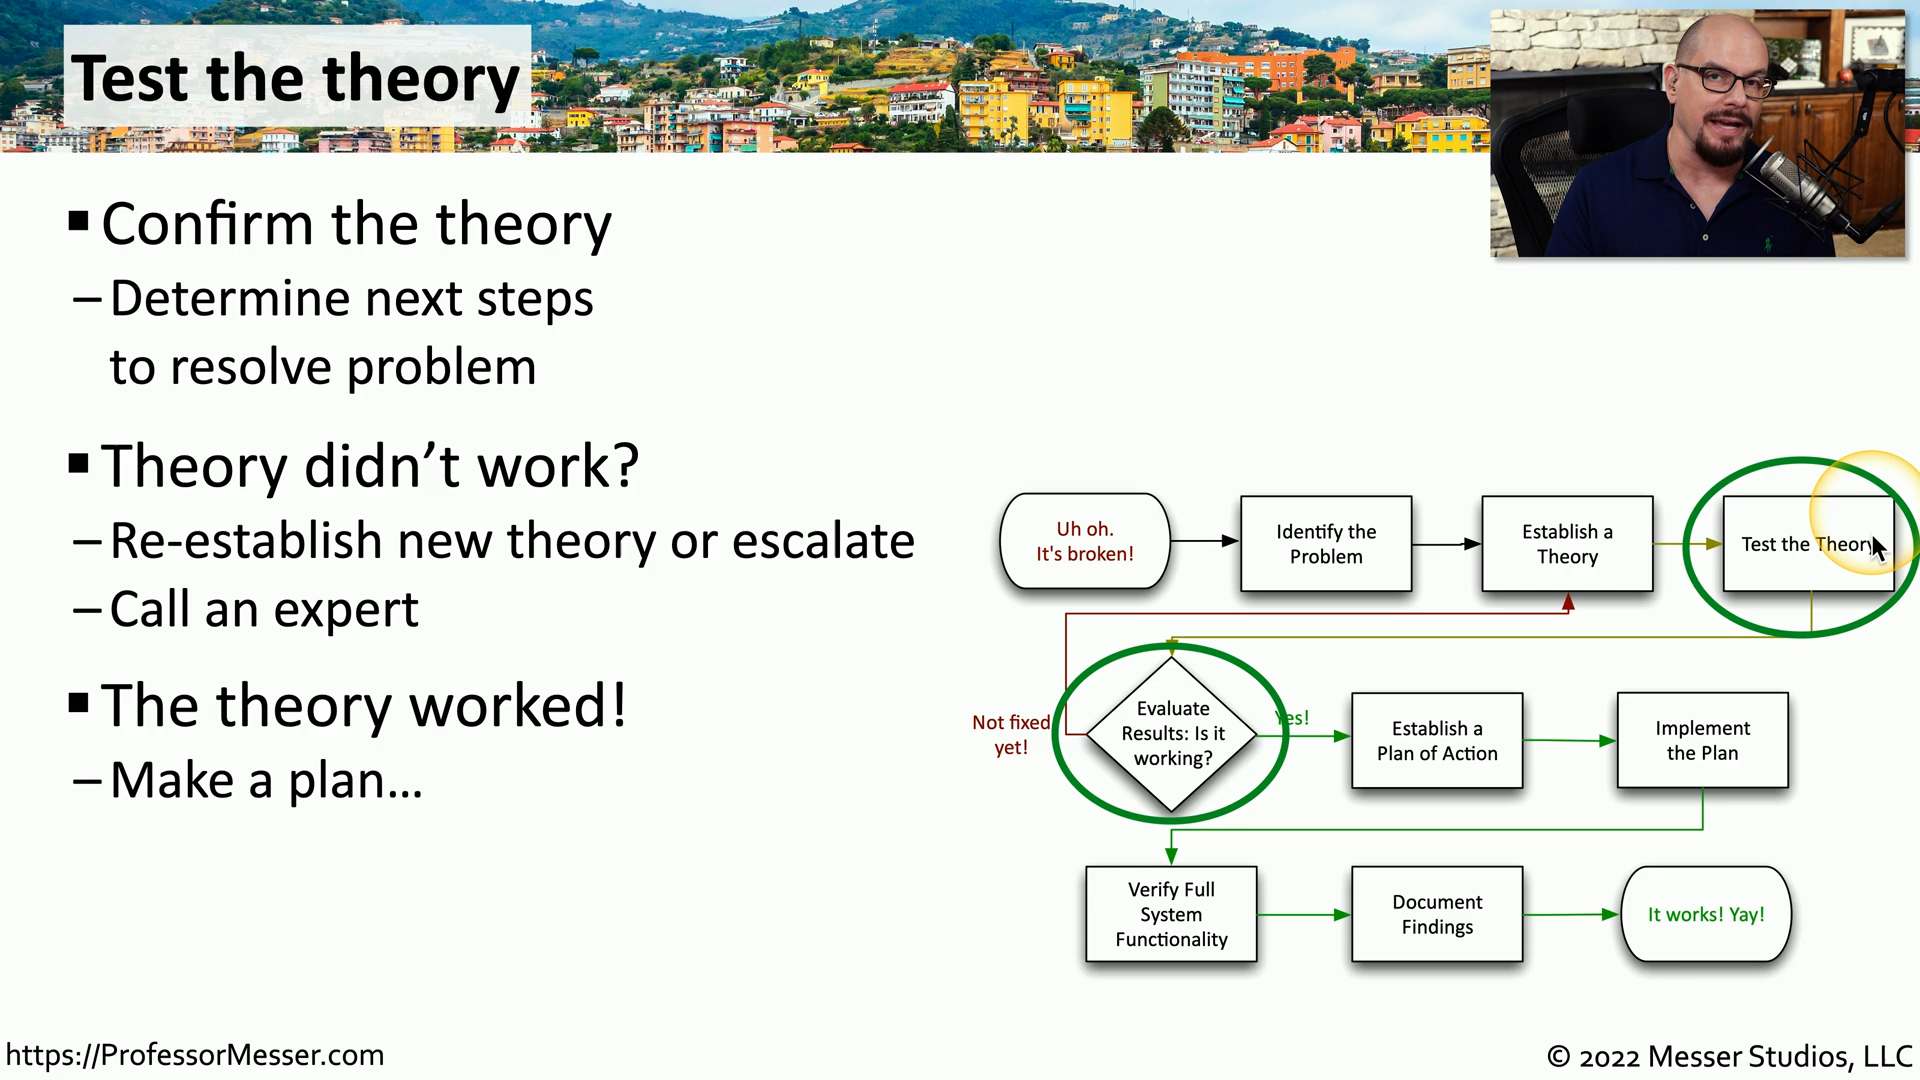 Test the theory
▪ Confirm the theory
– Determine next steps
to resolve problem
▪ Theory didn’t work?
– Re-establish new theory or escalate
– Call an expert
▪ The theory worked!
– Make a plan...
Uh oh.
It's broken!
Identify the
Problem
Establish a
Theory
Test the Theory
Not fixed
yet!
Evaluate
Results: Is it
working?
Yes!
Establish a
Plan of Action
Implement
the Plan
Verify Full
System
Functionality
Document
Findings
It works! Yay!
https://ProfessorMesser.com
© 2022 Messer Studios, LLC